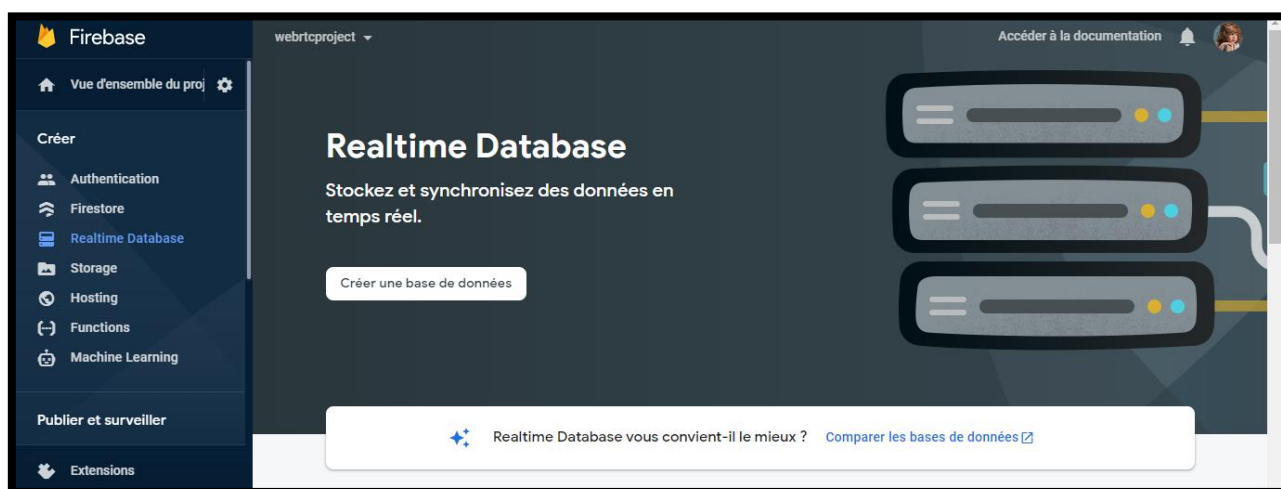 Firebase
webrtcproject
Accéder à la documentation
Vue d'ensemble du proj
Créer
Authentication
Firestore
Realtime Database
Storage
Hosting
Functions
Machine Learning
Publier et surveiller
Extensions
Realtime Database
Stockez et synchronisez des données en
temps réel.
Créer une base de données
Realtime Database vous convient-il le mieux ? Comparer les bases de données